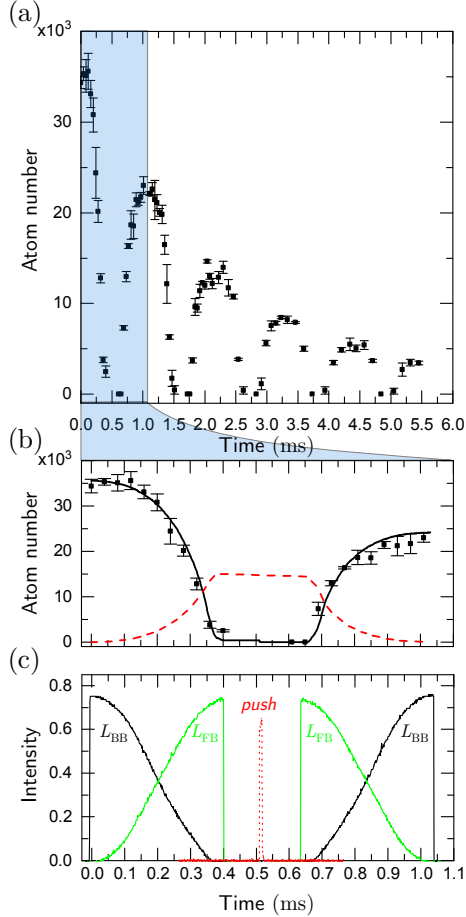 (a)
x10³
30
20
10
0
Atom number
0.0 0.5 1.0 1.5 2.0 2.5 3.0 3.5 4.0 4.5 5.0 5.5 6.0
Time (ms)
(b)
x10³
30
20
10
0
Atom number
(c)
0.8
0.6
0.4
0.2
0.0
Intensity
push
L_BB L_FB L_FB L_BB
0.0 0.1 0.2 0.3 0.4 0.5 0.6 0.7 0.8 0.9 1.0 1.1
Time (ms)